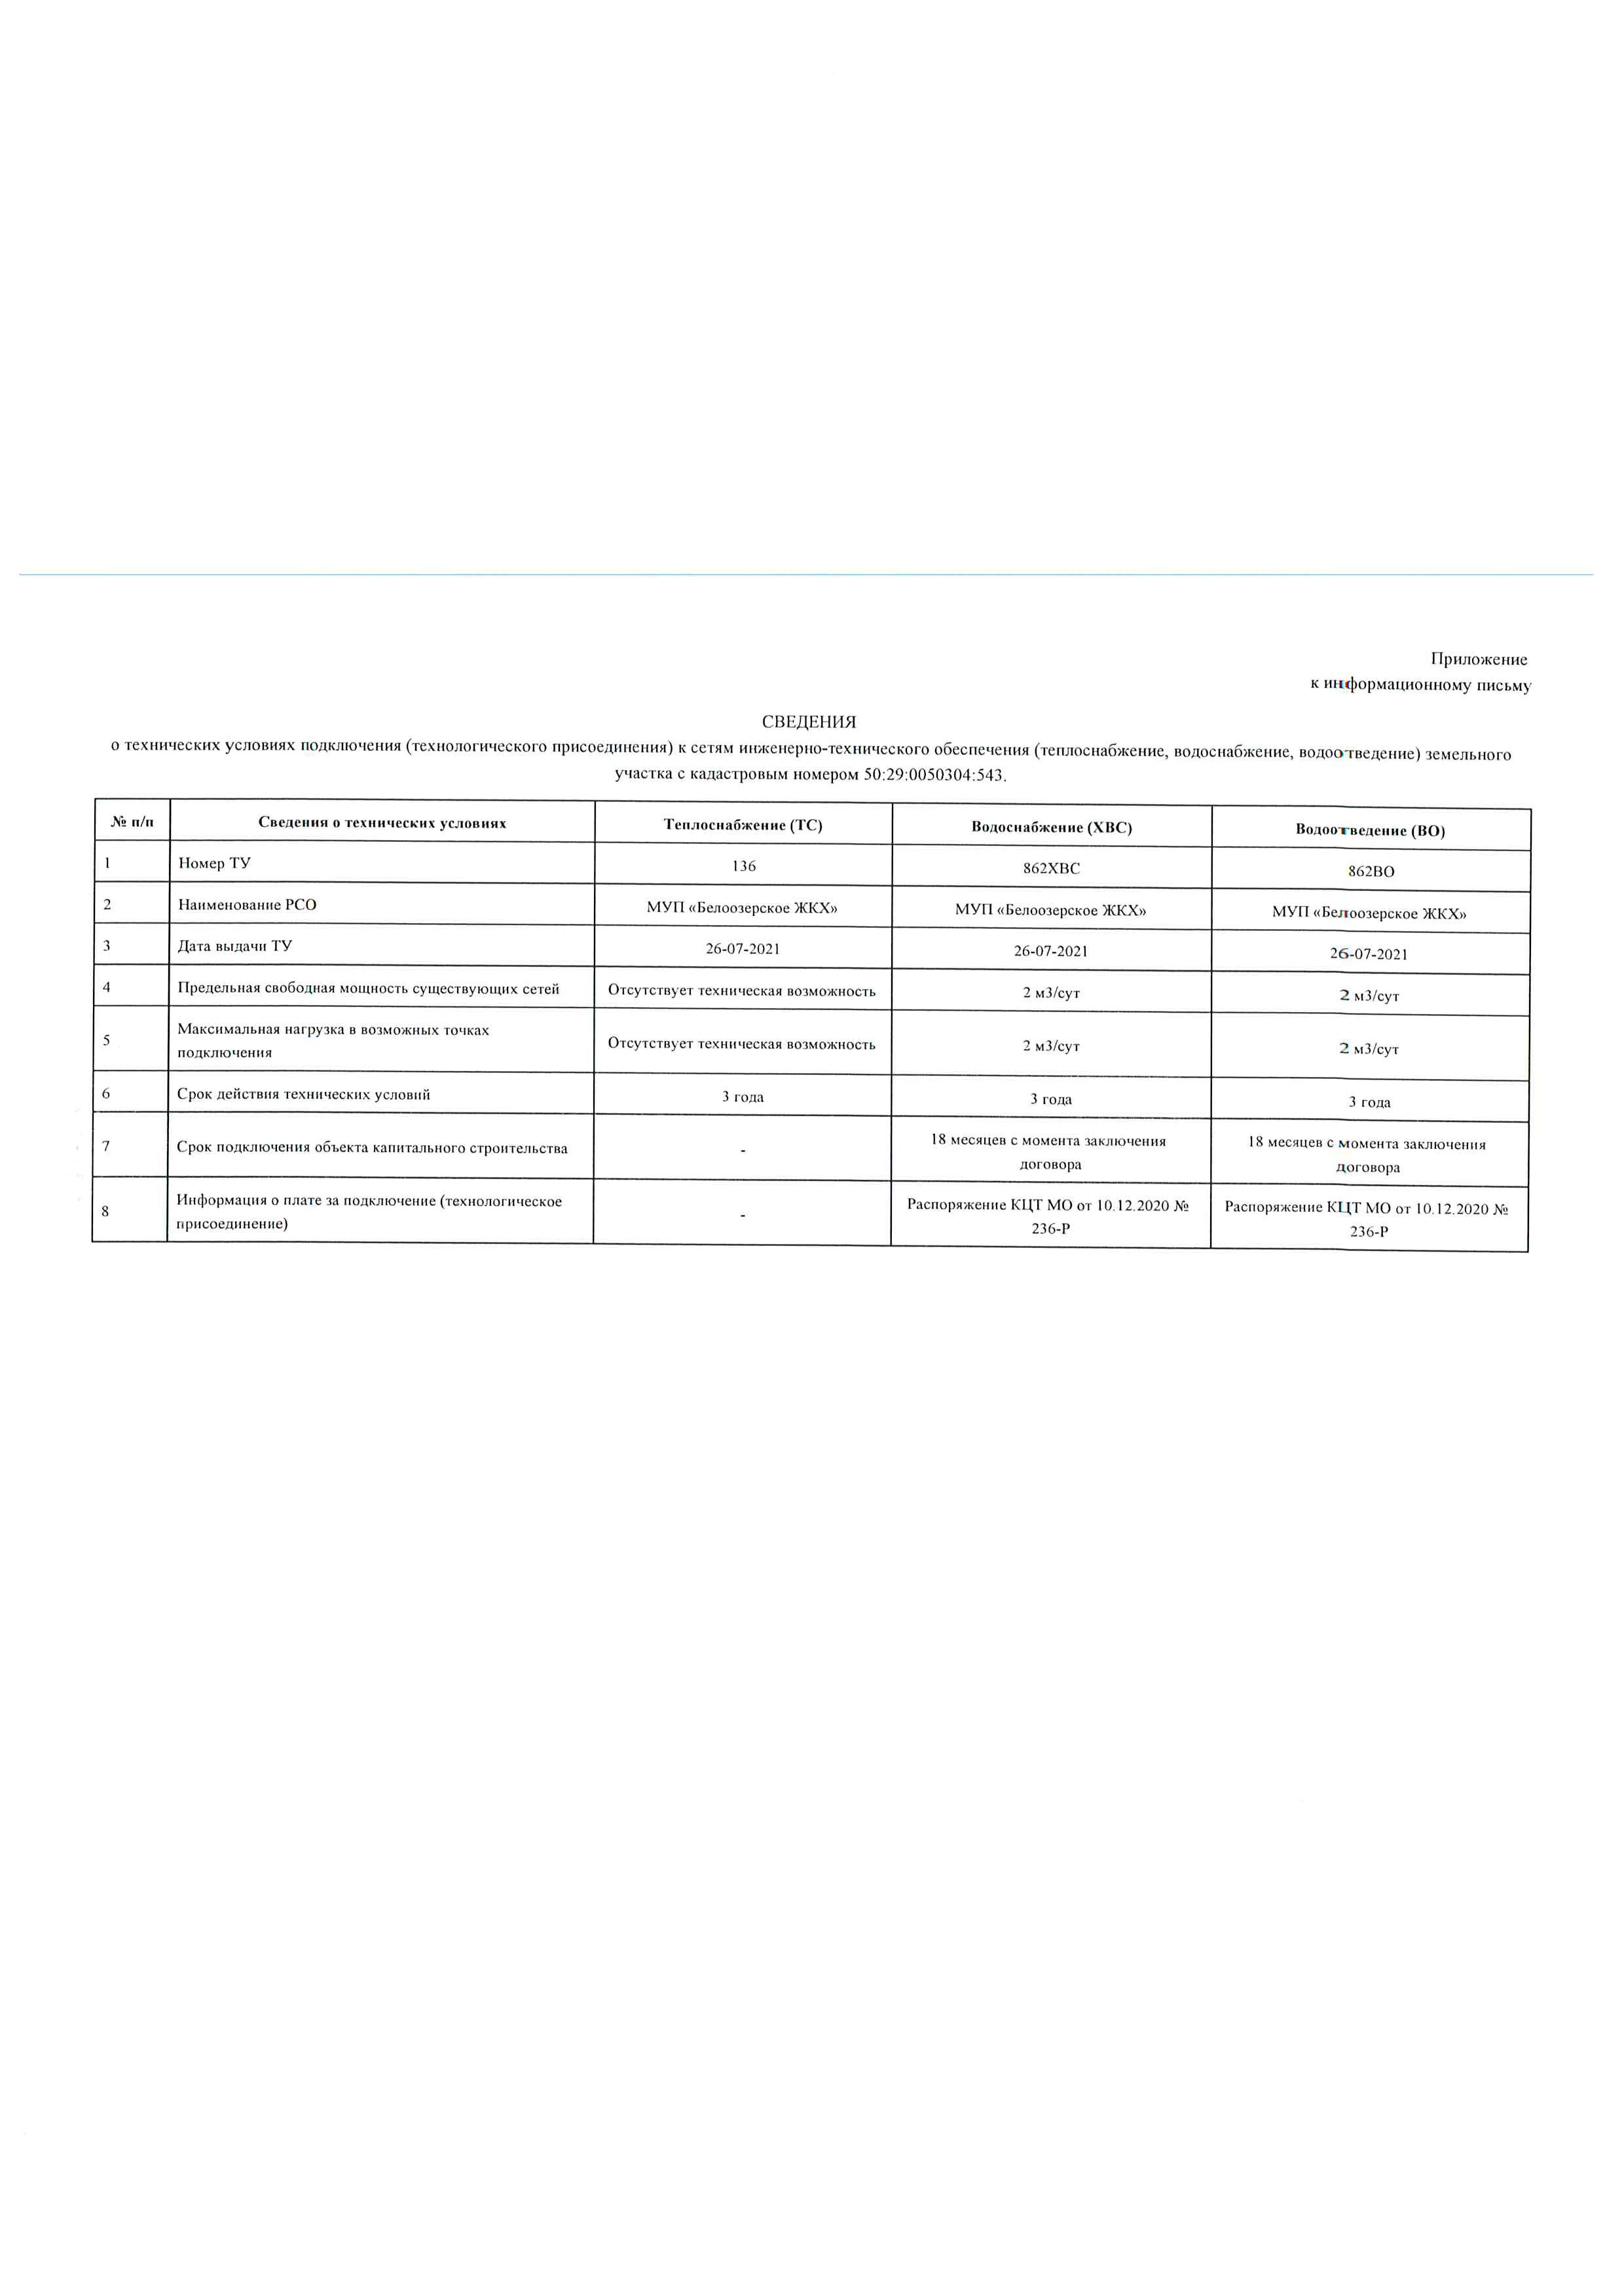 Приложение
к информационному письму
СВЕДЕНИЯ
о технических условиях подключения (технологического присоединения) к сетям инженерно-технического обеспечения (теплоснабжение, водоснабжение, водоотведение) земельного
участка с кадастровым номером 50:29:0050304:543.
№ п/п Сведения о технических условиях Теплоснабжение (ТС) Водоснабжение (ХВС) Водоотведение (ВО)
1 Номер ТУ 136 862ХВС 862ВО
2 Наименование РСО МУП «Белоозерское ЖКХ» МУП «Белоозерское ЖКХ» МУП «Белоозерское ЖКХ»
3 Дата выдачи ТУ 26-07-2021 26-07-2021 26-07-2021
4 Предельная свободная мощность существующих сетей Отсутствует техническая возможность 2 м3/сут 2 м3/сут
5 Максимальная нагрузка в возможных точках
подключения Отсутствует техническая возможность 2 м3/сут 2 м3/сут
6 Срок действия технических условий 3 года 3 года 3 года
7 Срок подключения объекта капитального строительства - 18 месяцев с момента заключения
договора 18 месяцев с момента заключения
договора
8 Информация о плате за подключение (технологическое
присоединение) - Распоряжение КЦТ МО от 10.12.2020 №
236-Р Распоряжение КЦТ МО от 10.12.2020 №
236-Р